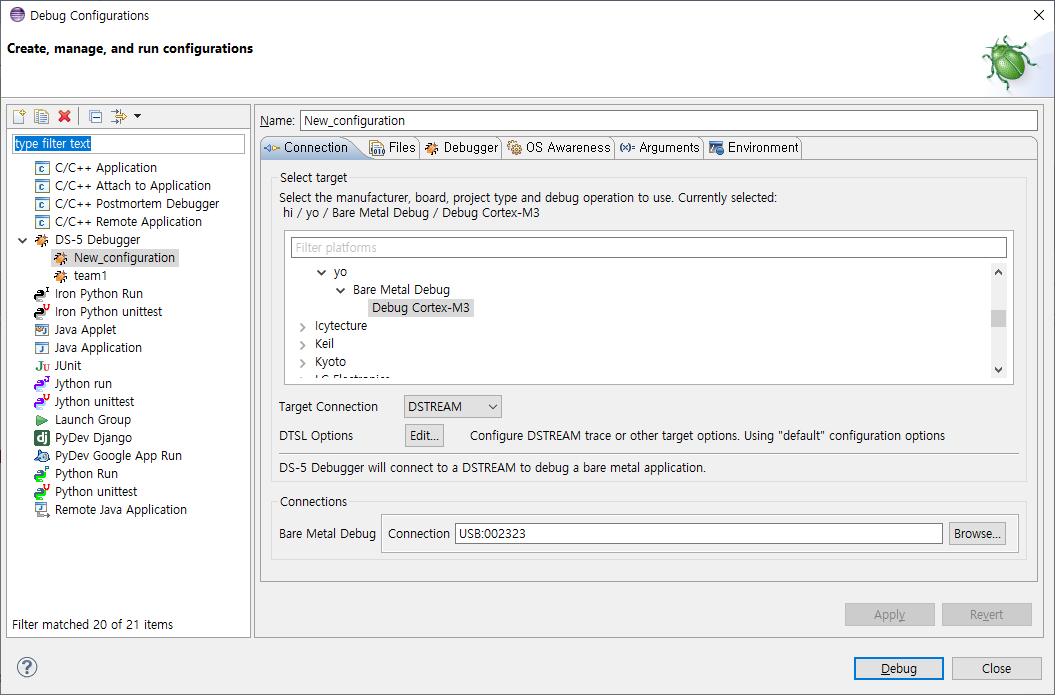 Debug Configurations
Create, manage, and run configurations
type filter text
C/C++ Application
C/C++ Attach to Application
C/C++ Postmortem Debugger
C/C++ Remote Application
DS-5 Debugger
New_configuration
team1
Iron Python Run
Iron Python unittest
Java Applet
Java Application
JUnit
Jython run
Jython unittest
Launch Group
PyDev Django
PyDev Google App Run
Python Run
Python unittest
Remote Java Application
Filter matched 20 of 21 items
Name: New_configuration
Connection Files Debugger OS Awareness Arguments Environment
Select target
Select the manufacturer, board, project type and debug operation to use. Currently selected:
hi / yo / Bare Metal Debug / Debug Cortex-M3
Filter platforms
yo
Bare Metal Debug
Debug Cortex-M3
Icytecture
Keil
Kyoto
Target Connection DSTREAM
DTSL Options Edit... Configure DSTREAM trace or other target options. Using "default" configuration options
DS-5 Debugger will connect to a DSTREAM to debug a bare metal application.
Connections
Bare Metal Debug Connection USB:002323 Browse...
Apply Revert
Debug Close